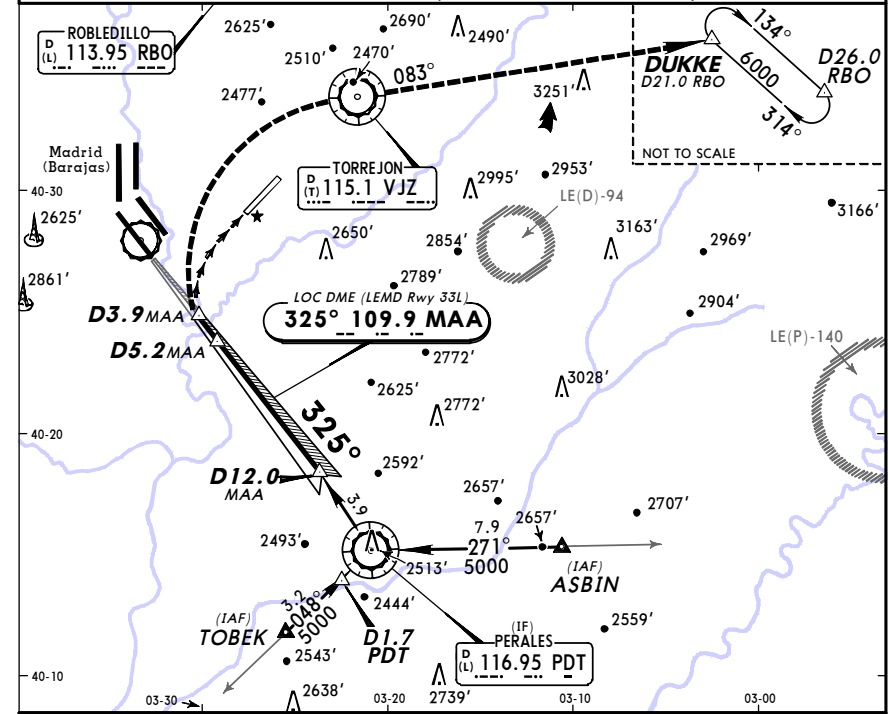 ROBLEDILLO
D
(L) 113.95 RBO
2625'
2690'
2490'
2510'
2470'
083°
134°
DUKKE
D21.0 RBO
D26.0
RBO
6000
314°
2477'
3251'
NOT TO SCALE
Madrid
(Barajas)
TORREJON
D
(T) 115.1 VJZ
2953'
2995'
LE(D)-94
40-30
2625'
3166'
2650'
2854'
3163'
2969'
2861'
2789'
2904'
LOC DME (LEMD Rwy 33L)
325° 109.9 MAA
D3.9 MAA
D5.2 MAA
2772'
LE(P)-140
2625'
3028'
2772'
325°
40-20
2592'
D12.0
MAA
3.9
2657'
2707'
7.9
2657'
271°
5000
2493'
2513'
(IAF)
ASBIN
3.2
048°
5000
(IAF)
TOBEK
2444'
D1.7
PDT
2559'
(IF)
PERALES
D
(L) 116.95 PDT
2543'
40-10
2638'
2739'
03-30
03-20
03-10
03-00